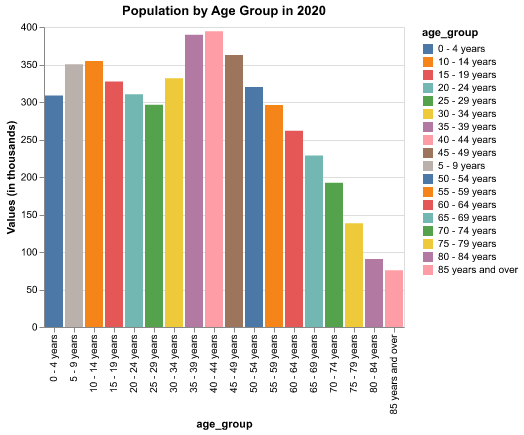 Population by Age Group in 2020
Values (in thousands)
400
350
300
250
200
150
100
50
0
0 - 4 years
5 - 9 years
10 - 14 years
15 - 19 years
20 - 24 years
25 - 29 years
30 - 34 years
35 - 39 years
40 - 44 years
45 - 49 years
50 - 54 years
55 - 59 years
60 - 64 years
65 - 69 years
70 - 74 years
75 - 79 years
80 - 84 years
85 years and over
age_group
age_group
0 - 4 years
10 - 14 years
15 - 19 years
20 - 24 years
25 - 29 years
30 - 34 years
35 - 39 years
40 - 44 years
45 - 49 years
5 - 9 years
50 - 54 years
55 - 59 years
60 - 64 years
65 - 69 years
70 - 74 years
75 - 79 years
80 - 84 years
85 years and over